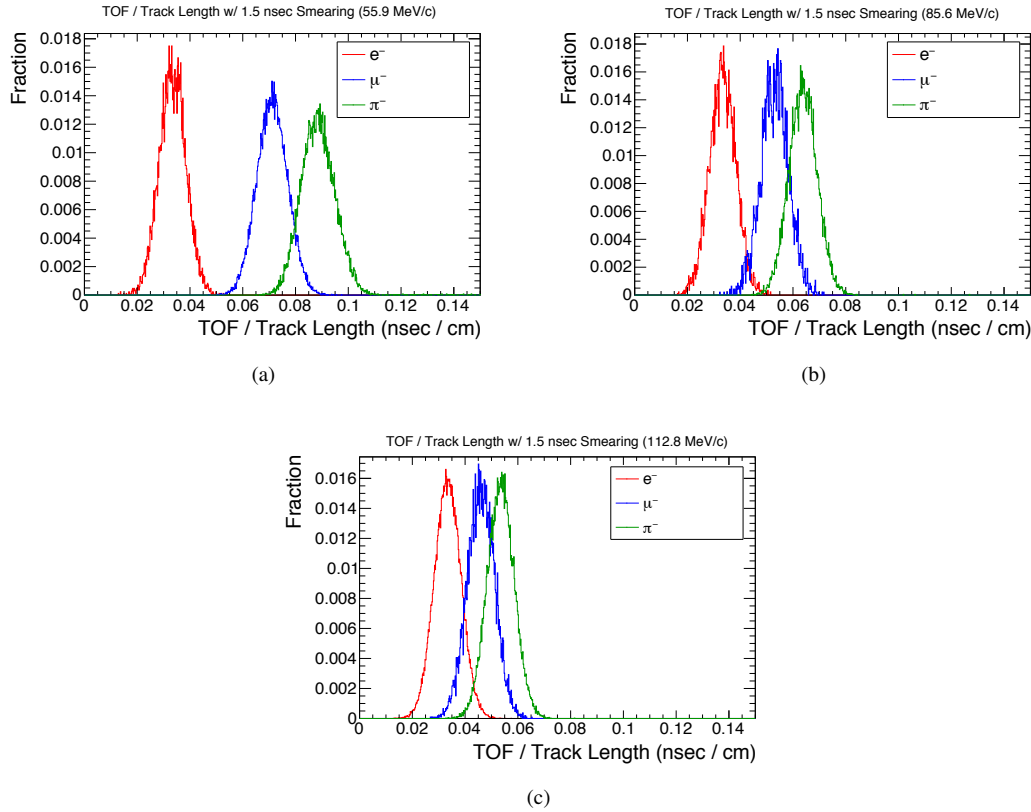 TOF / Track Length w/ 1.5 nsec Smearing (55.9 MeV/c)
Fraction
0.018
0.016
0.014
0.012
0.01
0.008
0.006
0.004
0.002
0
e⁻
μ⁻
π⁻
0 0.02 0.04 0.06 0.08 0.1 0.12 0.14
TOF / Track Length (nsec / cm)
(a)
TOF / Track Length w/ 1.5 nsec Smearing (85.6 MeV/c)
Fraction
0.018
0.016
0.014
0.012
0.01
0.008
0.006
0.004
0.002
0
e⁻
μ⁻
π⁻
0 0.02 0.04 0.06 0.08 0.1 0.12 0.14
TOF / Track Length (nsec / cm)
(b)
TOF / Track Length w/ 1.5 nsec Smearing (112.8 MeV/c)
Fraction
0.016
0.014
0.012
0.01
0.008
0.006
0.004
0.002
0
e⁻
μ⁻
π⁻
0 0.02 0.04 0.06 0.08 0.1 0.12 0.14
TOF / Track Length (nsec / cm)
(c)